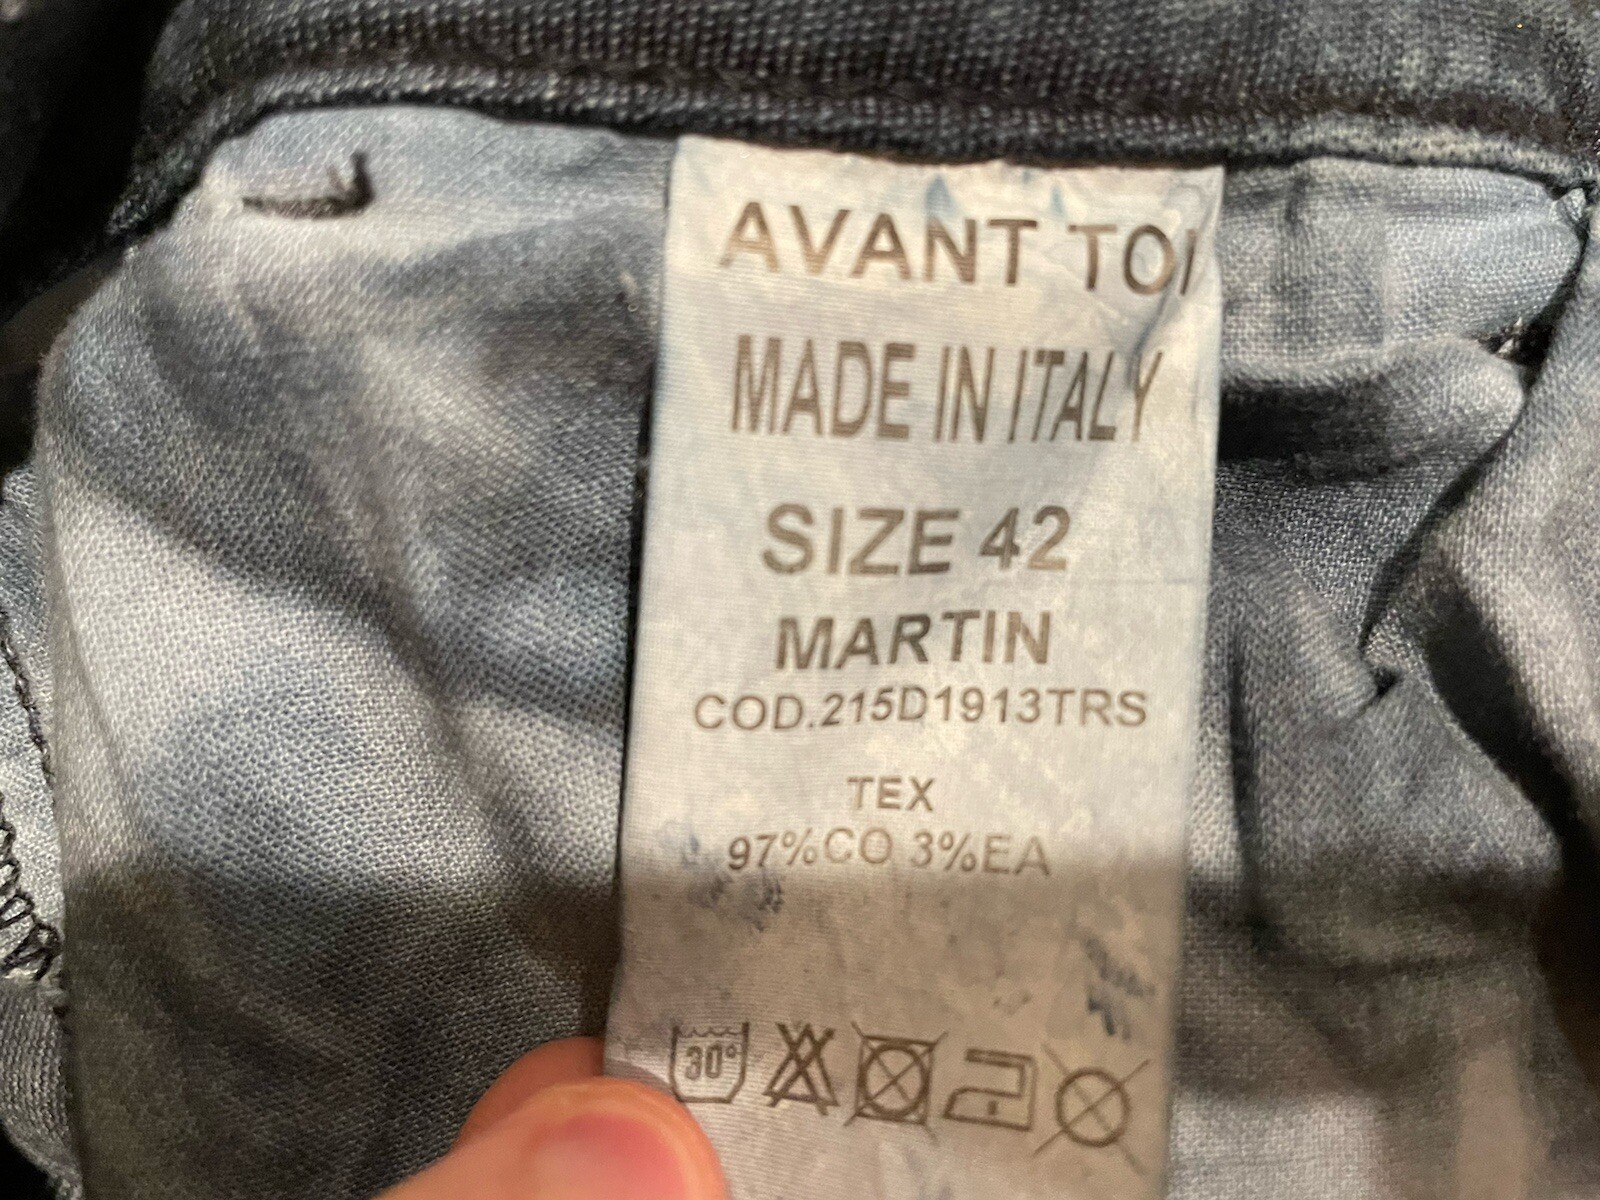 AVANT TOI
MADE IN ITALY
SIZE 42
MARTIN
COD.215D1913TRS
TEX
97%CO 3%EA
30°